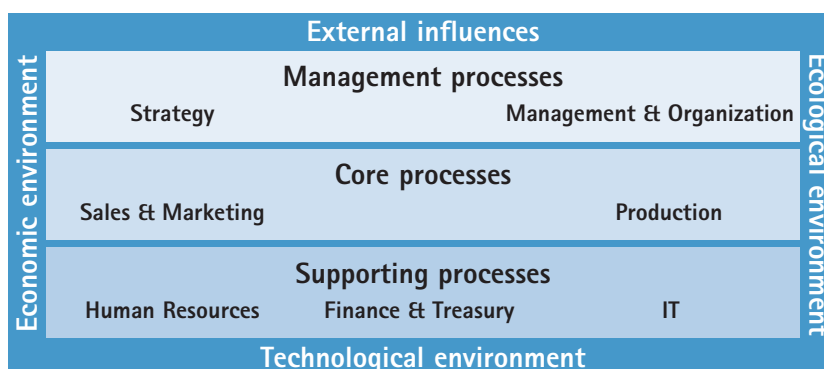 External influences
Economic environment
Management processes
Strategy
Management & Organization
Core processes
Sales & Marketing
Production
Supporting processes
Human Resources
Finance & Treasury
IT
Ecological environment
Technological environment